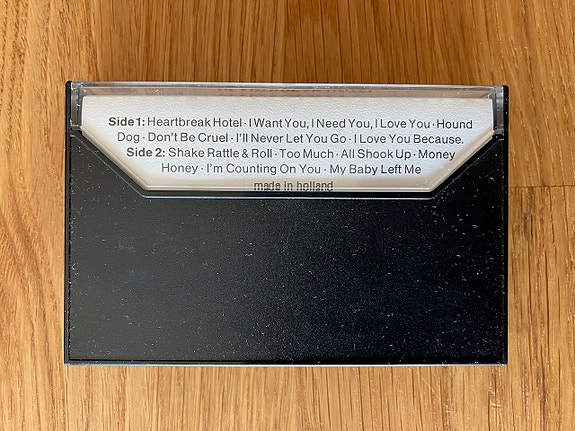 Side 1: Heartbreak Hotel · I Want You, I Need You, I Love You · Hound
Dog · Don't Be Cruel · I'll Never Let You Go · I Love You Because.
Side 2: Shake Rattle & Roll · Too Much · All Shook Up · Money
Honey · I'm Counting On You · My Baby Left Me
made in holland